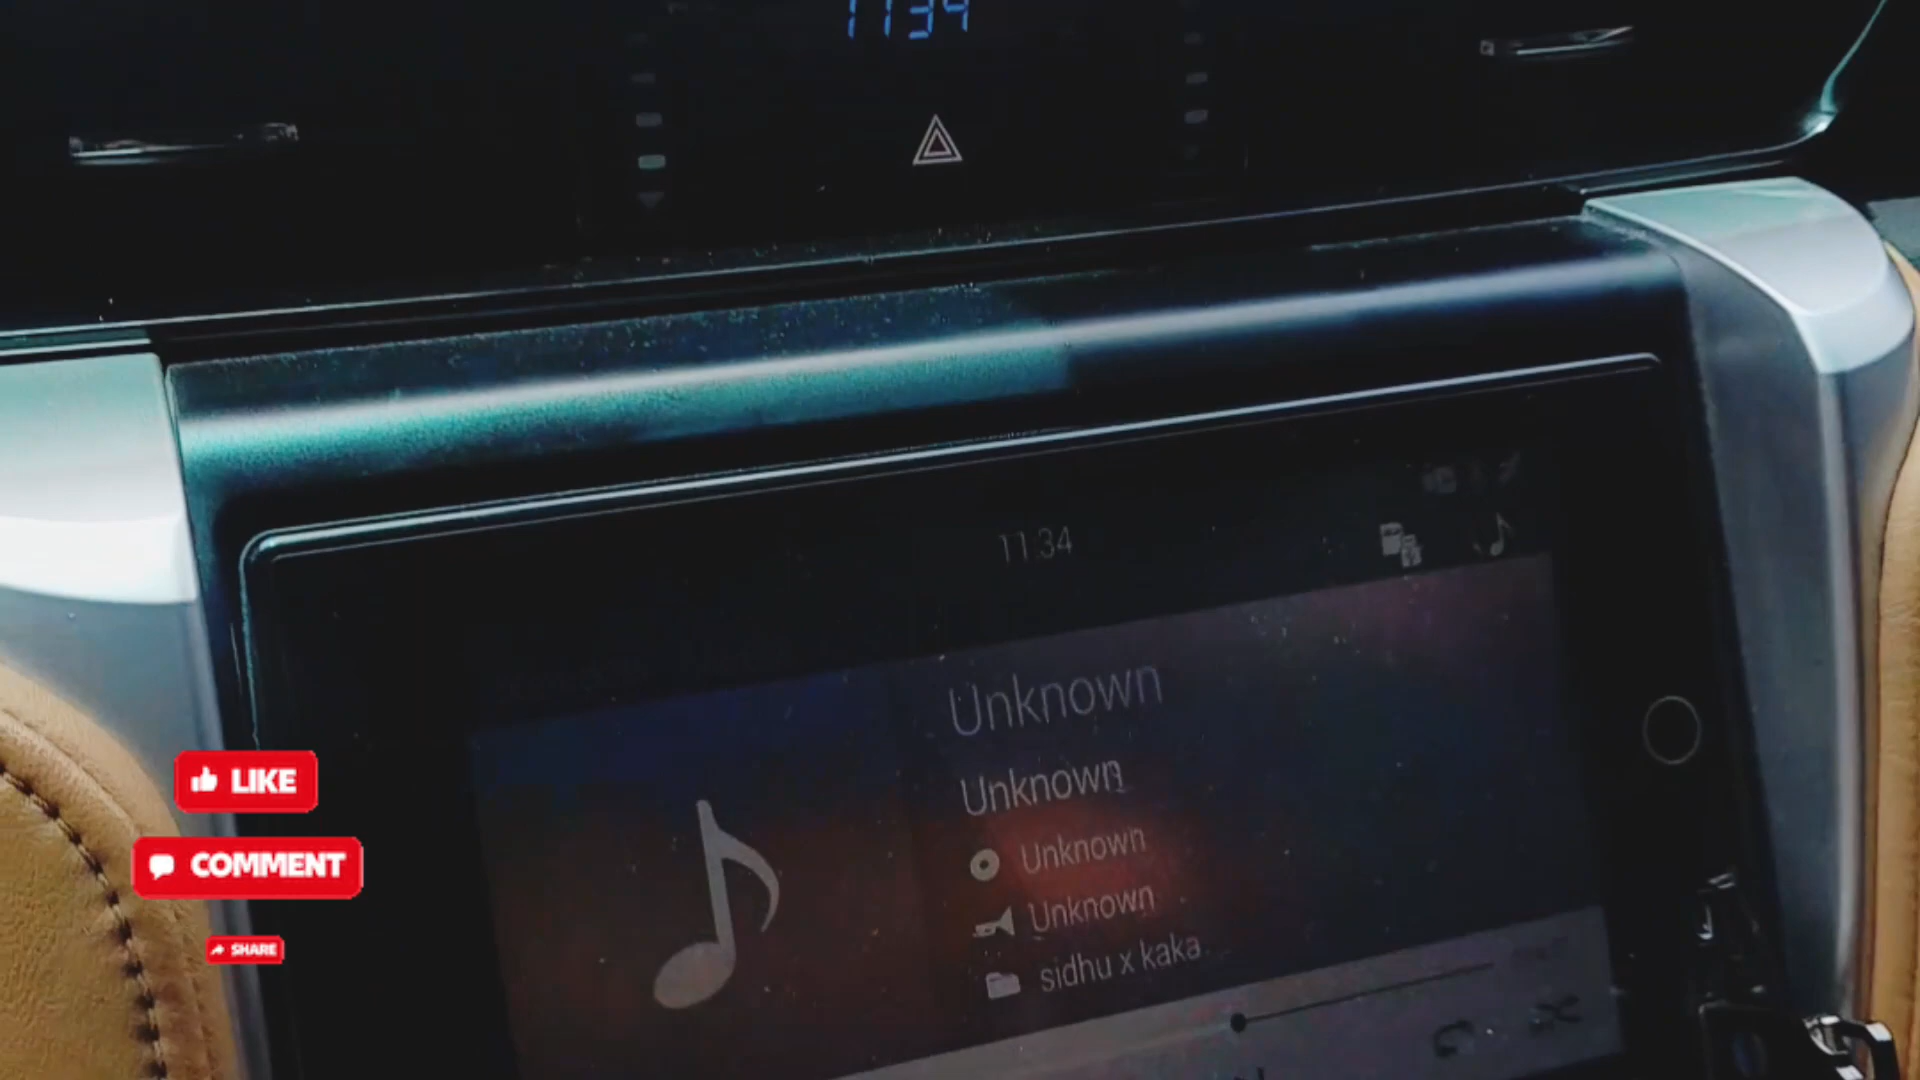 1134
11:34
Unknown
Unknown
Unknown
Unknown
sidhu x kaka
LIKE
COMMENT
SHARE